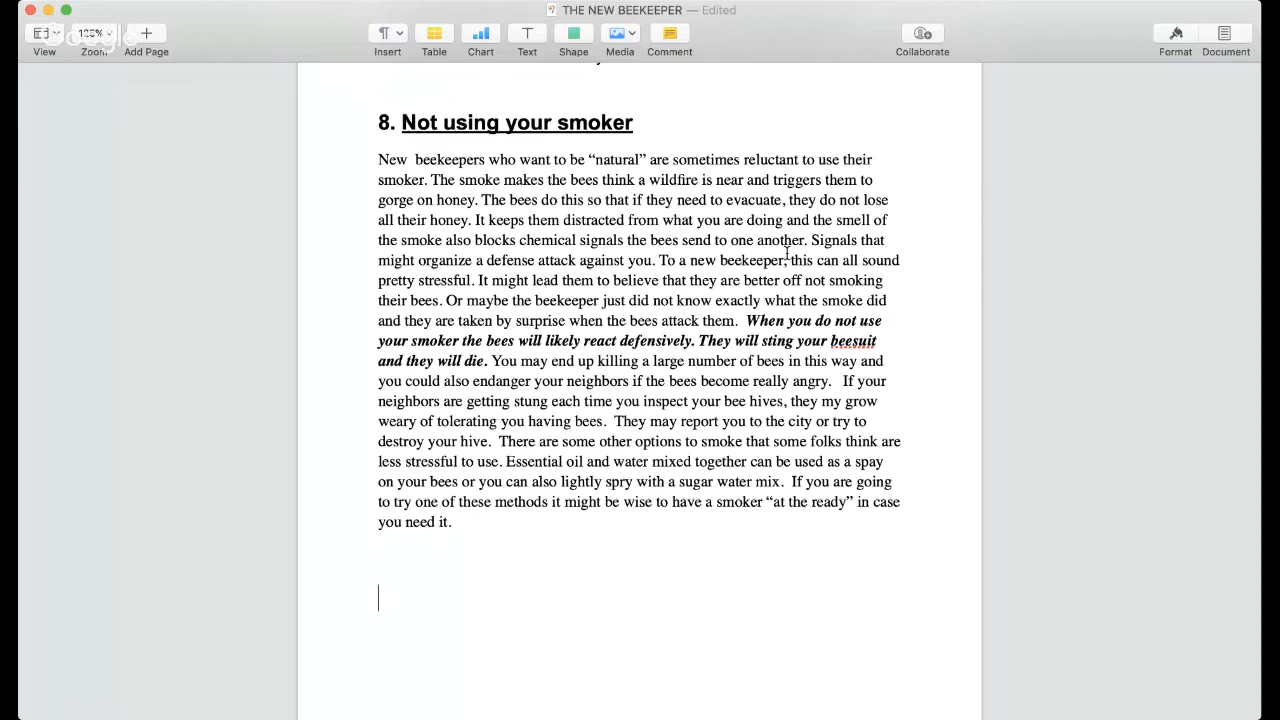 THE NEW BEEKEEPER — Edited
Google
125%
View
Zoom
Add Page
Insert
Table
Chart
Text
Shape
Media
Comment
Collaborate
Format
Document
8. Not using your smoker
New  beekeepers who want to be “natural” are sometimes reluctant to use their
smoker. The smoke makes the bees think a wildfire is near and triggers them to
gorge on honey. The bees do this so that if they need to evacuate, they do not lose
all their honey. It keeps them distracted from what you are doing and the smell of
the smoke also blocks chemical signals the bees send to one another. Signals that
might organize a defense attack against you. To a new beekeeper, this can all sound
pretty stressful. It might lead them to believe that they are better off not smoking
their bees. Or maybe the beekeeper just did not know exactly what the smoke did
and they are taken by surprise when the bees attack them.  When you do not use
your smoker the bees will likely react defensively. They will sting your beesuit
and they will die. You may end up killing a large number of bees in this way and
you could also endanger your neighbors if the bees become really angry.   If your
neighbors are getting stung each time you inspect your bee hives, they my grow
weary of tolerating you having bees.  They may report you to the city or try to
destroy your hive.  There are some other options to smoke that some folks think are
less stressful to use. Essential oil and water mixed together can be used as a spay
on your bees or you can also lightly spry with a sugar water mix.  If you are going
to try one of these methods it might be wise to have a smoker “at the ready” in case
you need it.